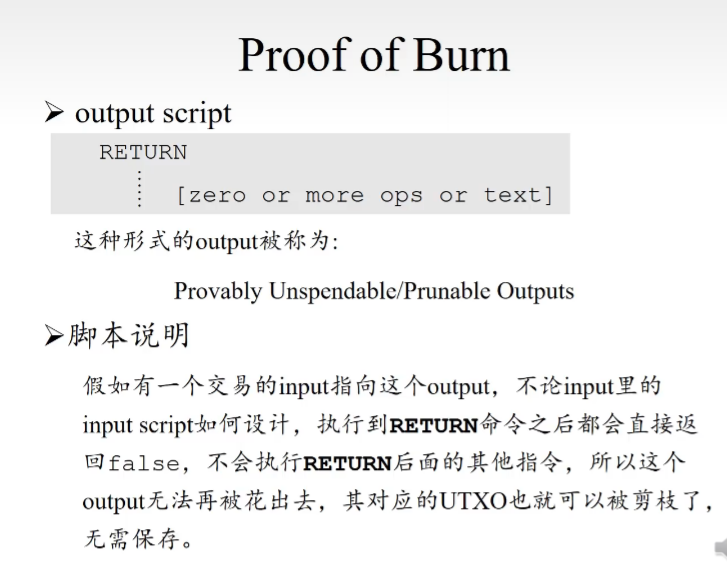 Proof of Burn
➢ output script
RETURN
[zero or more ops or text]
这种形式的output被称为:
Provably Unspendable/Prunable Outputs
➢脚本说明
假如有一个交易的input指向这个output，不论input里的
input script如何设计，执行到RETURN命令之后都会直接返
回false，不会执行RETURN后面的其他指令，所以这个
output无法再被花出去，其对应的UTXO也就可以被剪枝了，
无需保存。